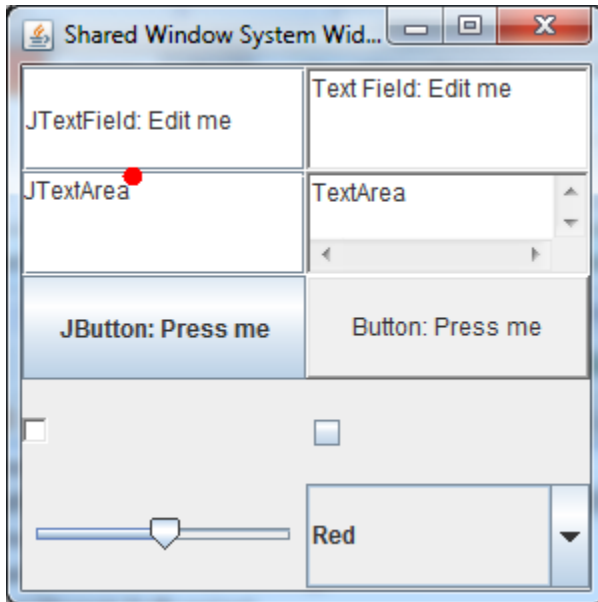 Shared Window System Wid...
JTextField: Edit me
Text Field: Edit me
JTextArea
TextArea
JButton: Press me
Button: Press me
Red